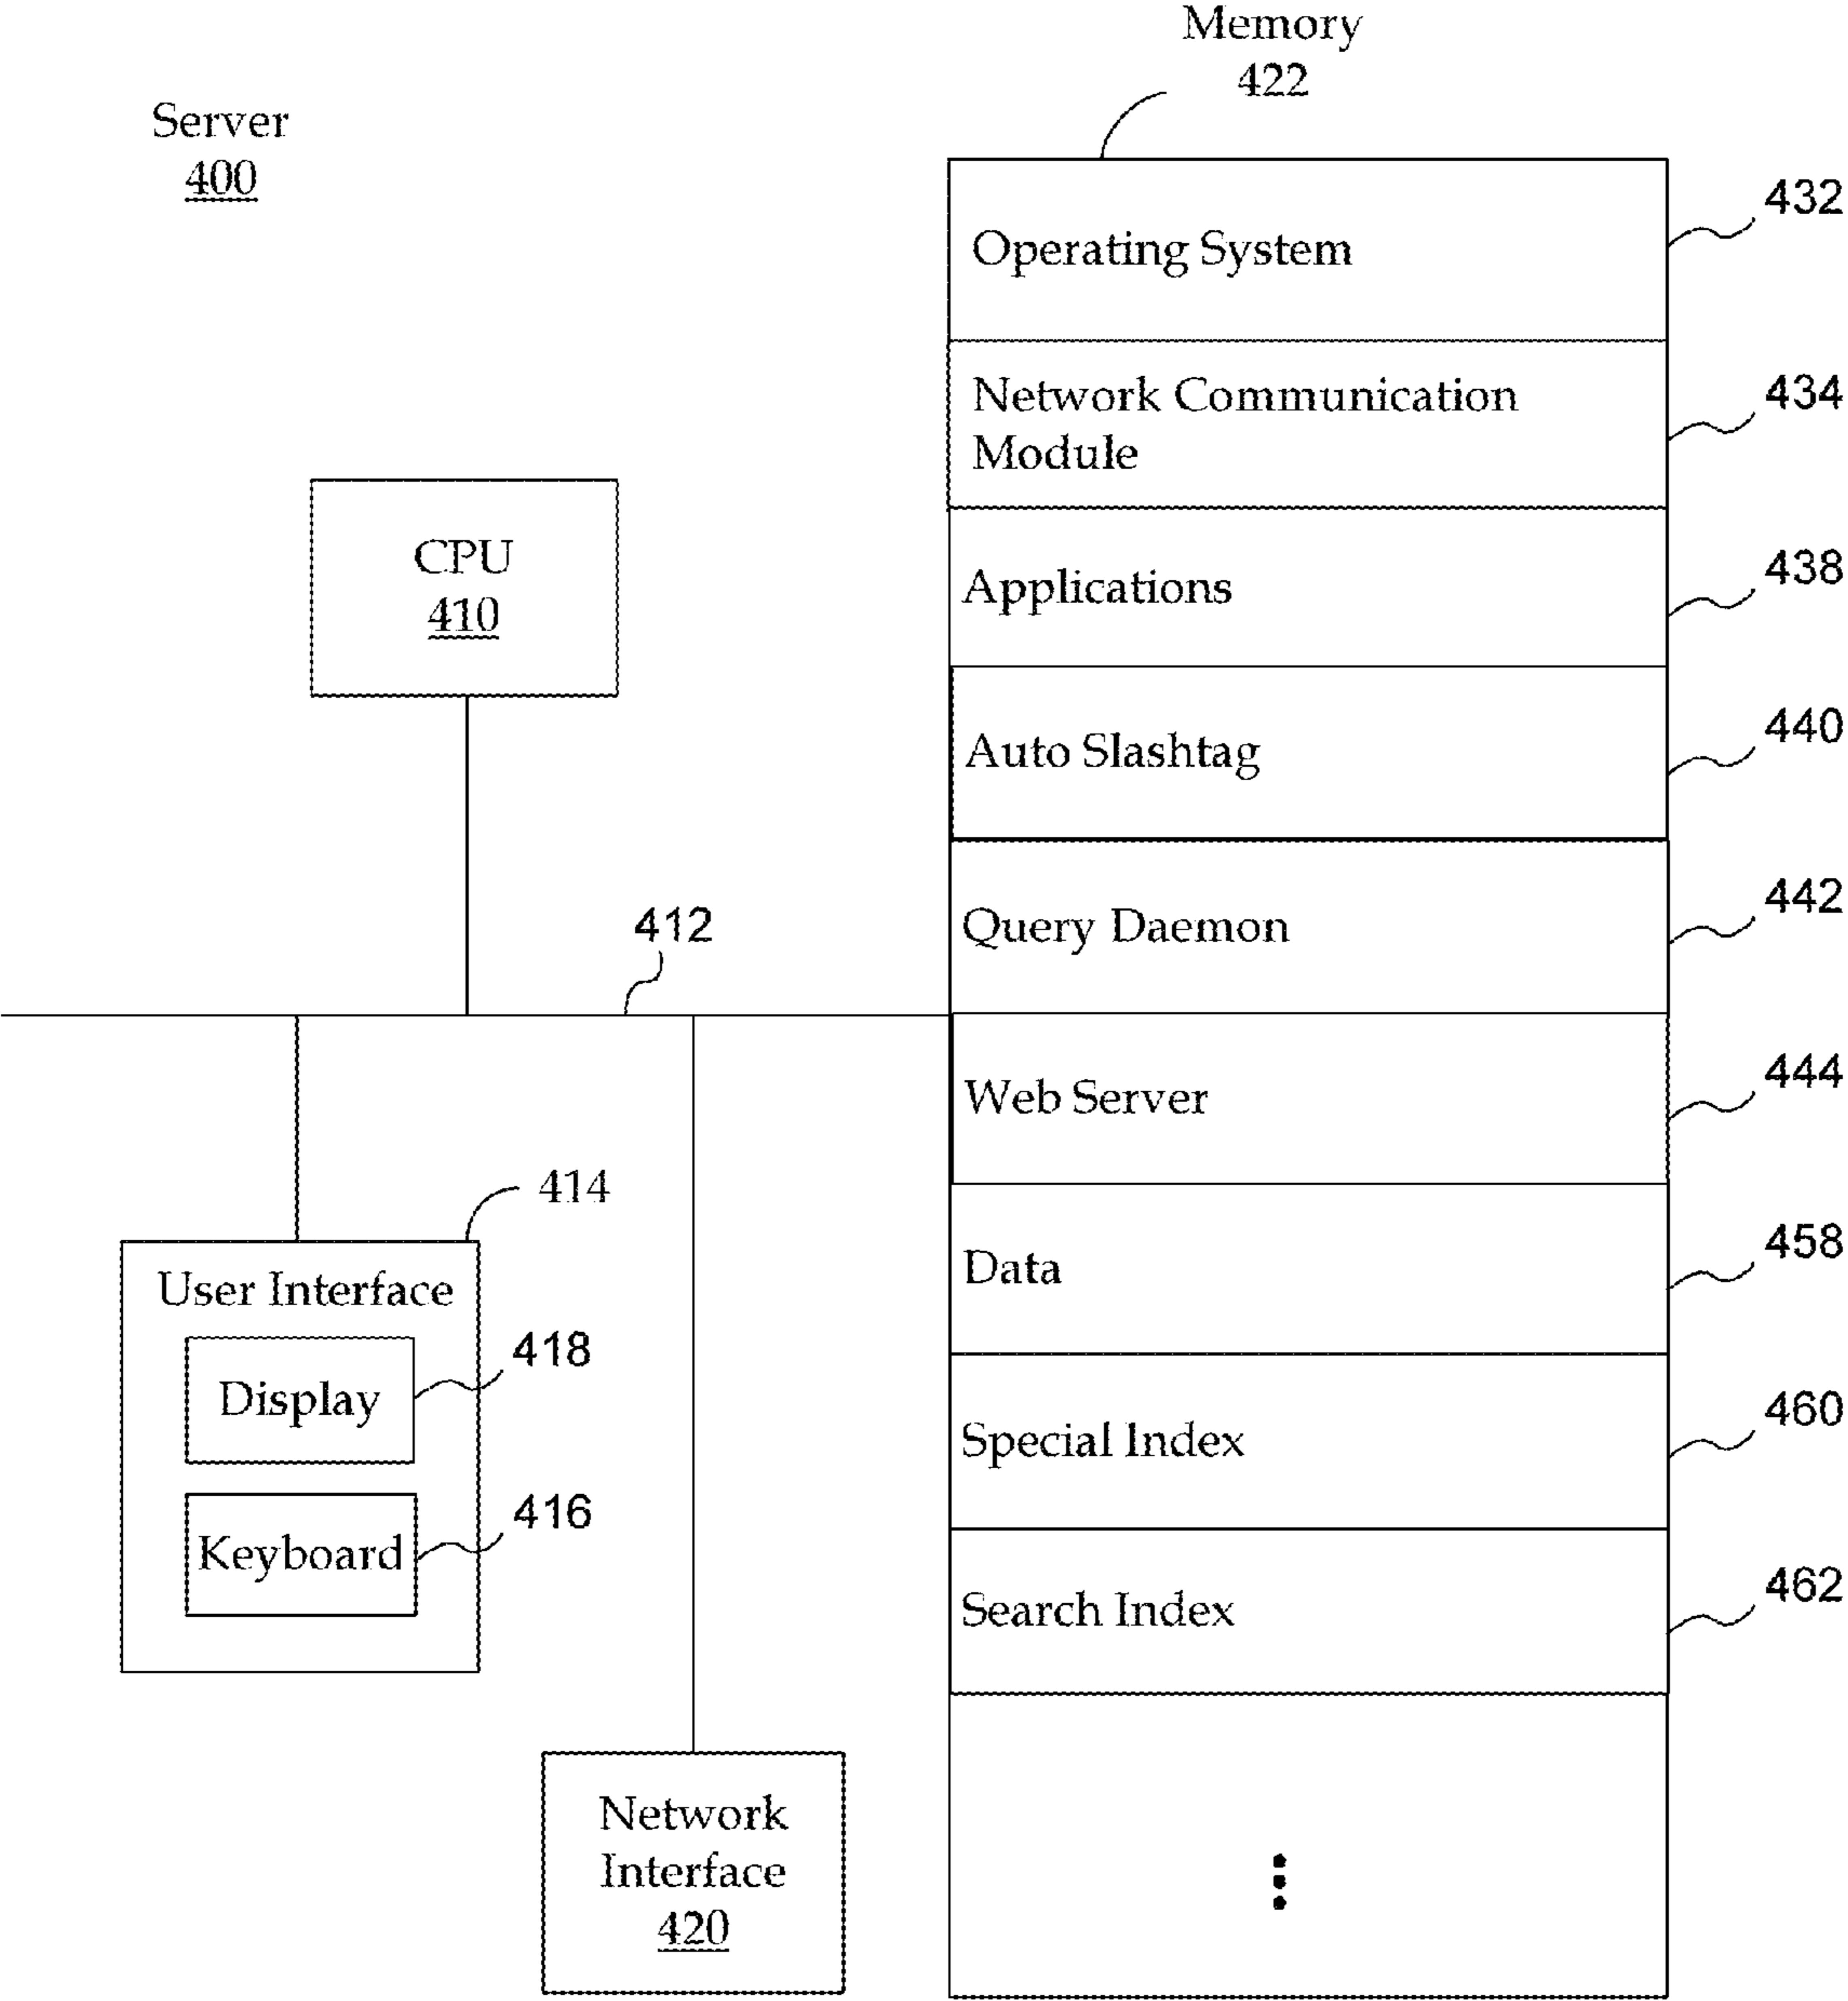 Memory
422
Server
400
432
Operating System
434
Network Communication
Module
CPU
410
438
Applications
440
Auto Slashtag
442
Query Daemon
412
444
Web Server
414
User Interface
458
Data
418
Display
460
Special Index
416
Keyboard
462
Search Index
Network
Interface
420